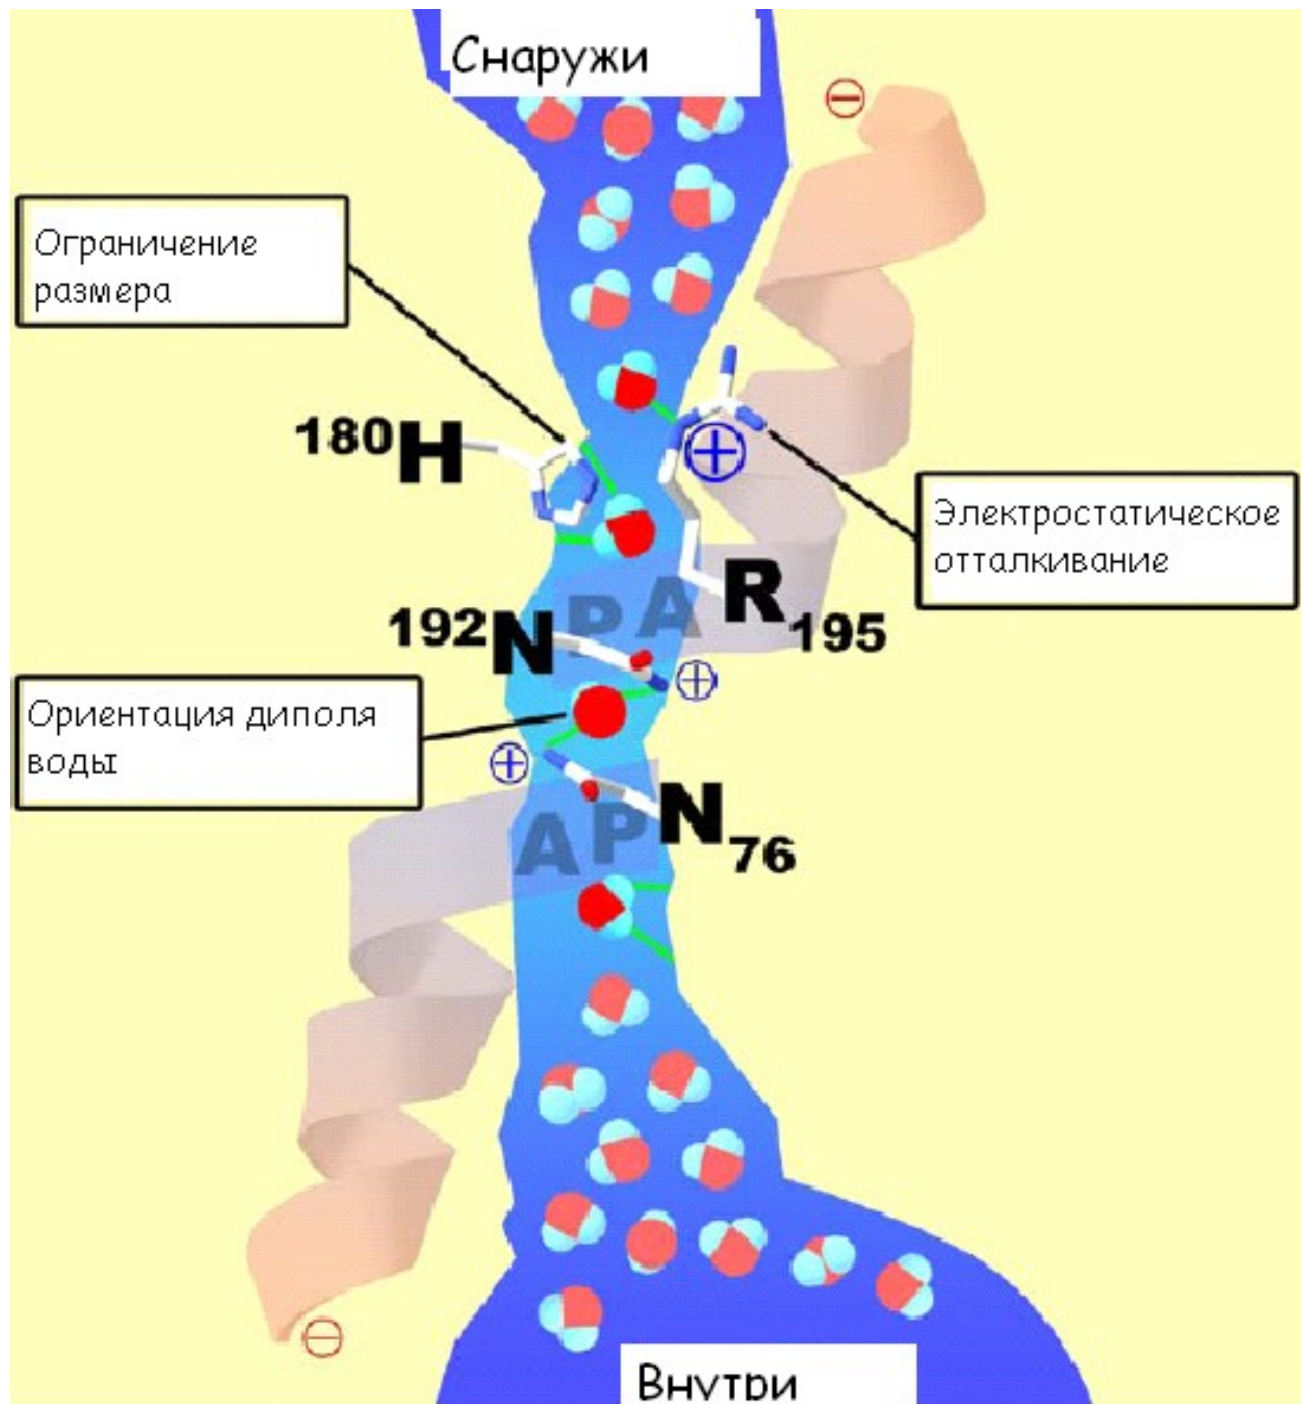 Снаружи
Ограничение
размера
180H
Электростатическое
отталкивание
P A
R195
192N
Ориентация диполя
воды
N76
A P
Внутри